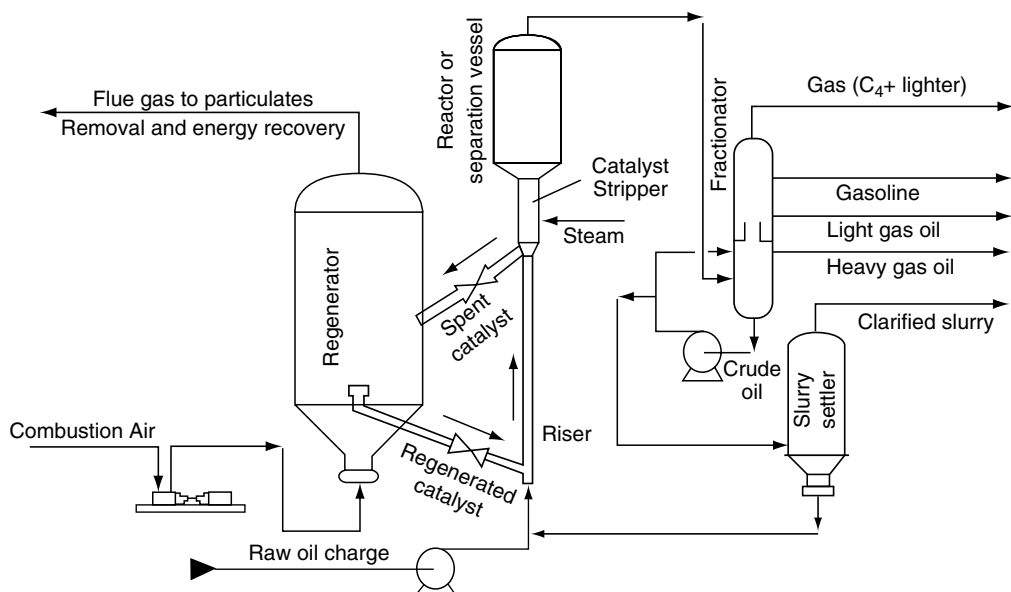 Flue gas to particulates
Removal and energy recovery
Reactor or
separation vessel
Fractionator
Gas (C₄+ lighter)
Catalyst
Stripper
Gasoline
Steam
Light gas oil
Heavy gas oil
Regenerator
Spent
catalyst
Clarified slurry
Crude
oil
Slurry
settler
Combustion Air
Riser
Regenerated
catalyst
Raw oil charge